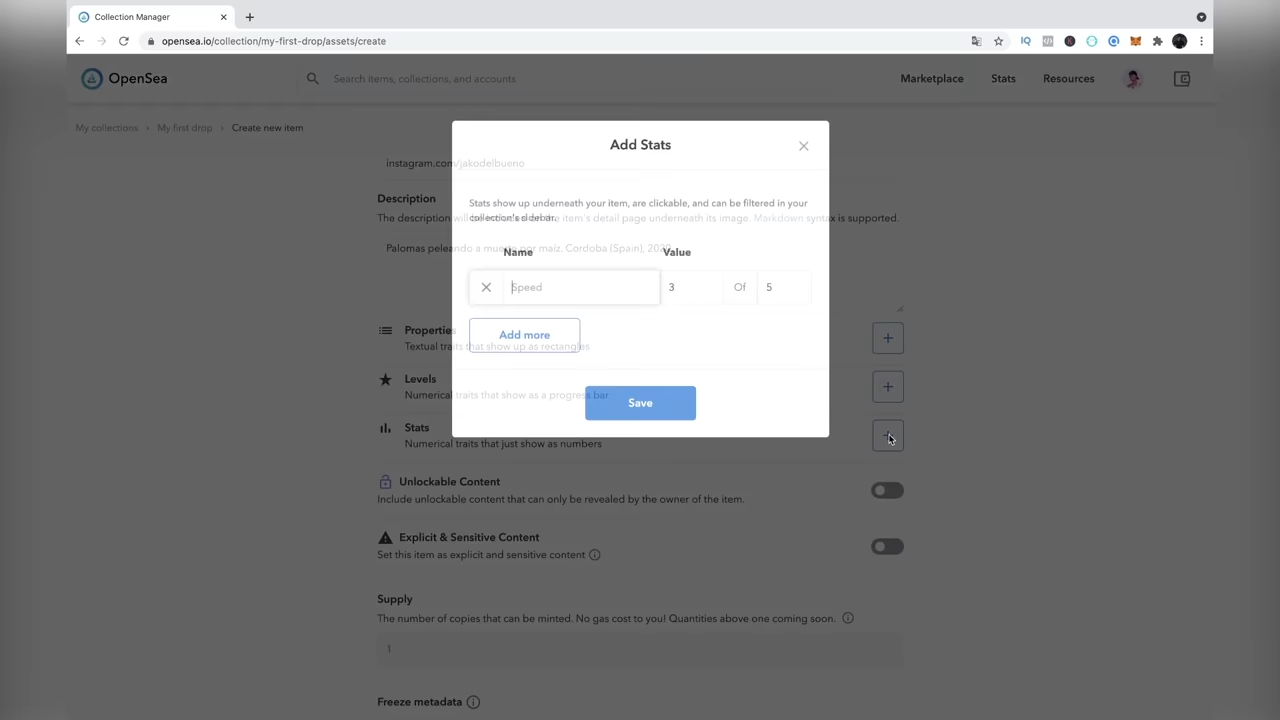 Collection Manager
opensea.io/collection/my-first-drop/assets/create
OpenSea
Search items, collections, and accounts
Marketplace
Stats
Resources
My collections > My first drop > Create new item
Add Stats
instagram.com/jakodelbueno
Description
Stats show up underneath your item, are clickable, and can be filtered in your
collection's sidebar.
The description will be included on the item's detail page underneath its image. Markdown syntax is supported.
Palomas peleando a muerte por maíz. Cordoba (Spain), 2020
Name Value
Speed 3 Of 5
Add more
Properties
Textual traits that show up as rectangles
Levels
Numerical traits that show as a progress bar
Save
Stats
Numerical traits that just show as numbers
Unlockable Content
Include unlockable content that can only be revealed by the owner of the item.
Explicit & Sensitive Content
Set this item as explicit and sensitive content
Supply
The number of copies that can be minted. No gas cost to you! Quantities above one coming soon.
1
Freeze metadata